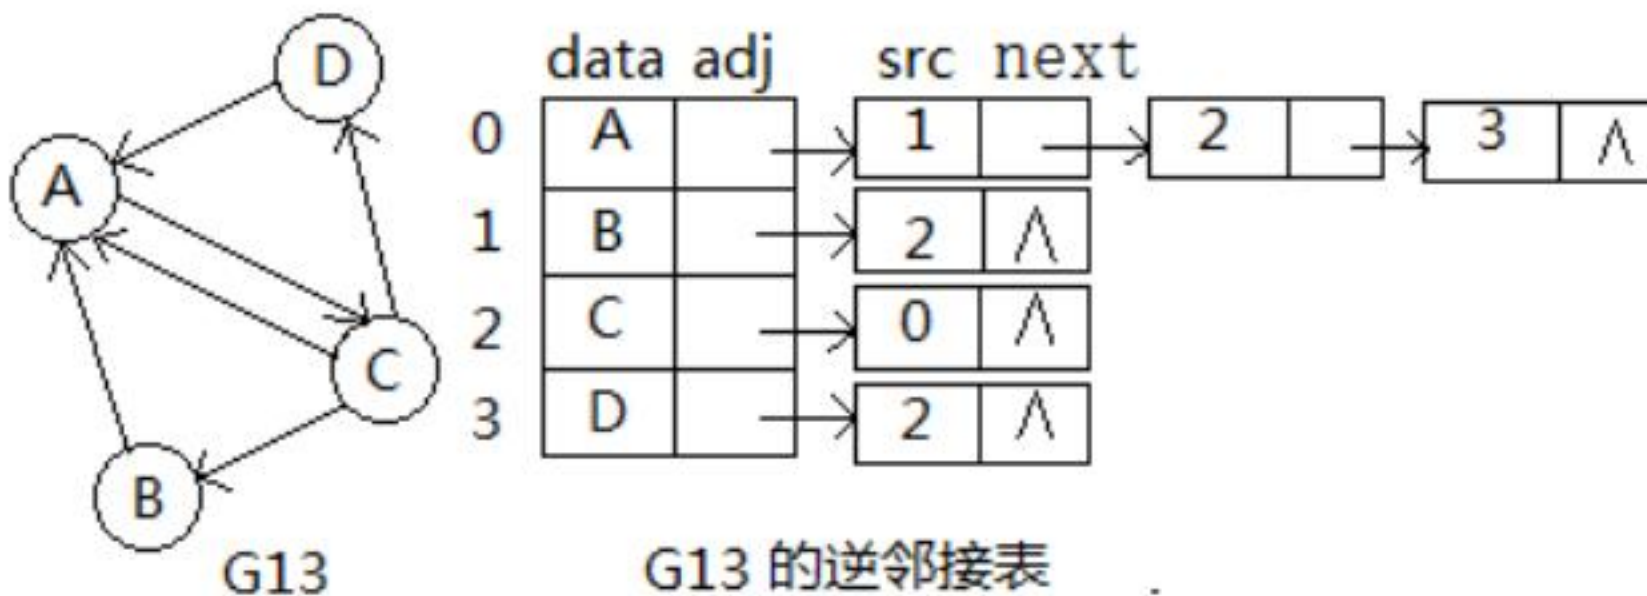 D
A
C
B
G13
data adj src next
0 A 1 2 3 ∧
1 B 2 ∧
2 C 0 ∧
3 D 2 ∧
G13 的逆邻接表
.